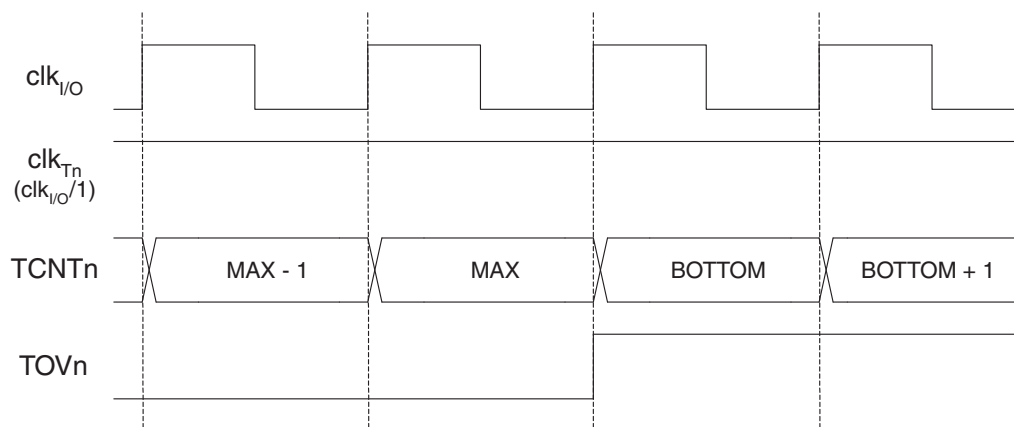 clkI/O
clkTn
(clkI/O/1)
TCNTn
MAX - 1
MAX
BOTTOM
BOTTOM + 1
TOVn